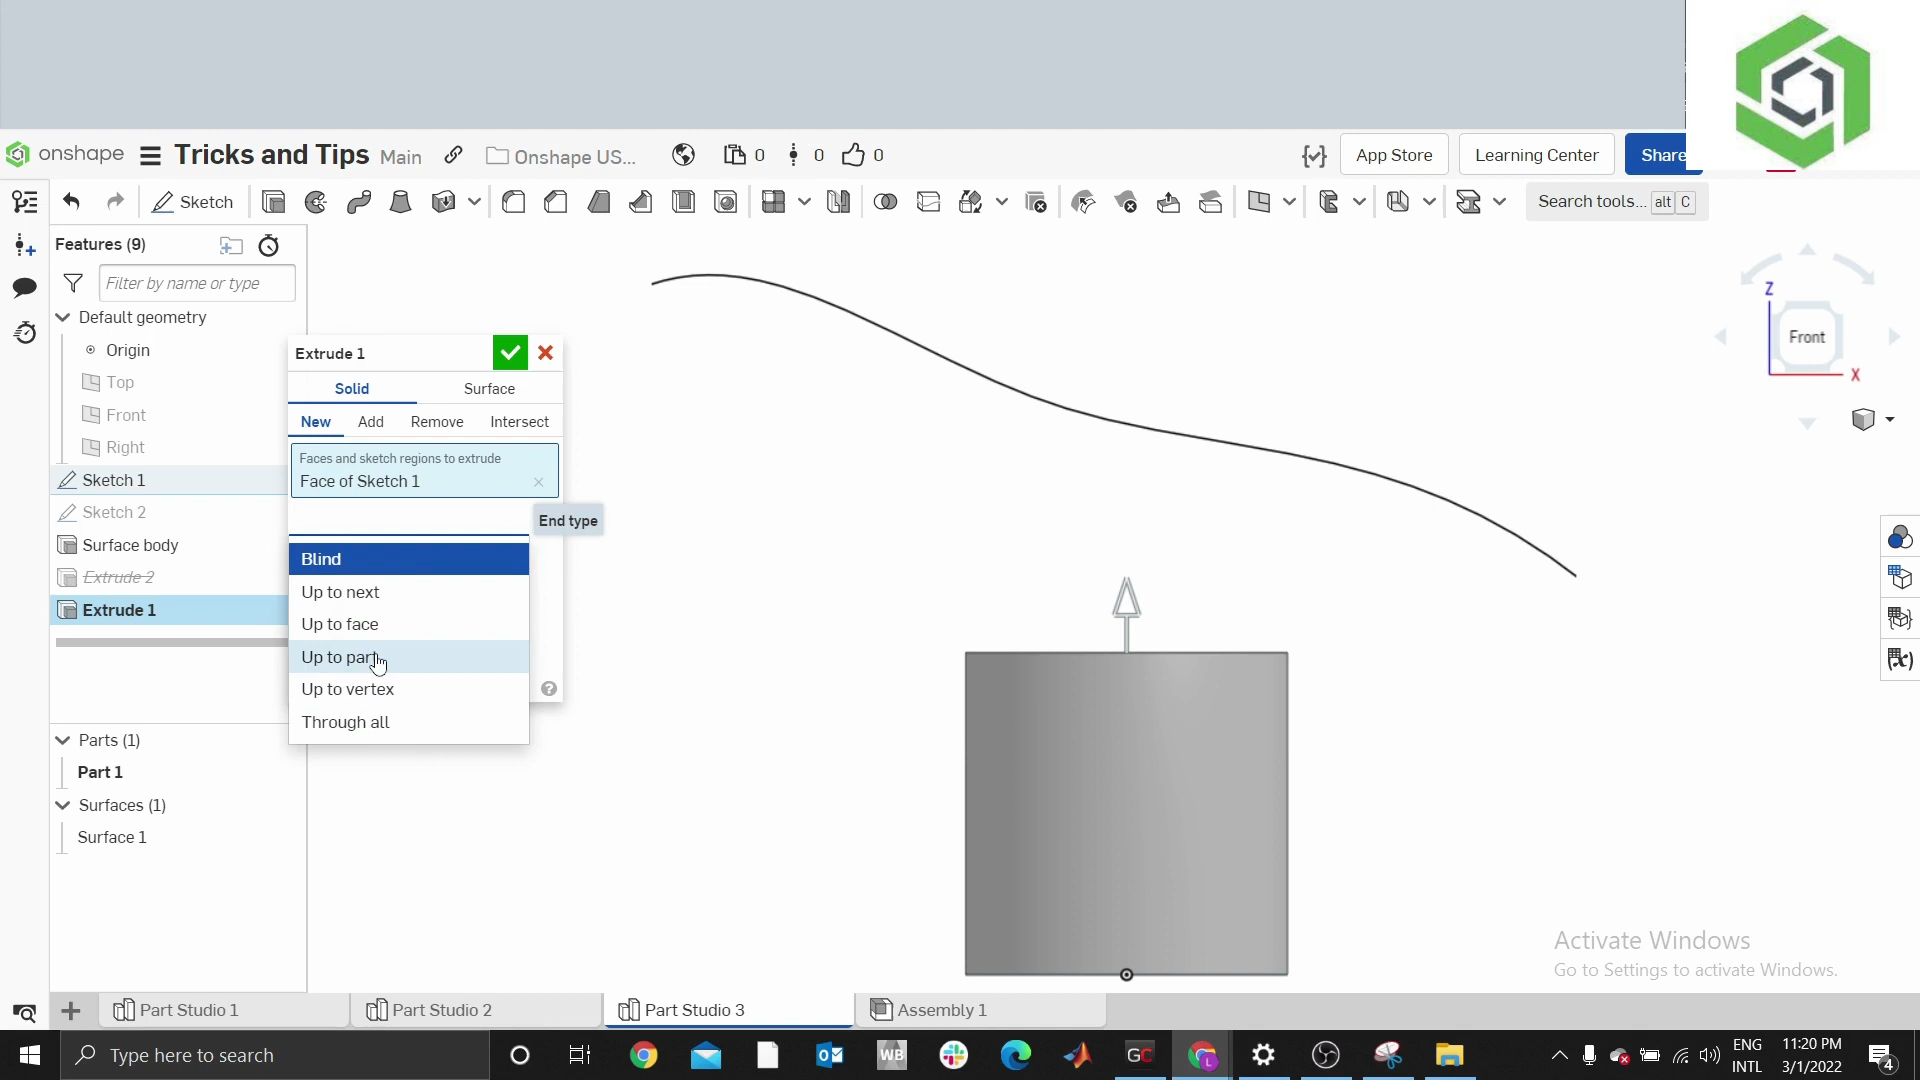 onshape
Tricks and Tips
Main
Onshape US...
0
0
0
App Store
Learning Center
Share
Sketch
Search tools... alt C
Features (9)
Filter by name or type
Default geometry
Origin
Top
Front
Right
Sketch 1
Sketch 2
Surface body
Extrude 2
Extrude 1
Parts (1)
Part 1
Surfaces (1)
Surface 1
Extrude 1
Solid
Surface
New
Add
Remove
Intersect
Faces and sketch regions to extrude
Face of Sketch 1
End type
Blind
Up to next
Up to face
Up to part
Up to vertex
Through all
Z
Front
X
Activate Windows
Go to Settings to activate Windows.
Part Studio 1
Part Studio 2
Part Studio 3
Assembly 1
Type here to search
WB
GC
L
ENG
INTL
11:20 PM
3/1/2022
4